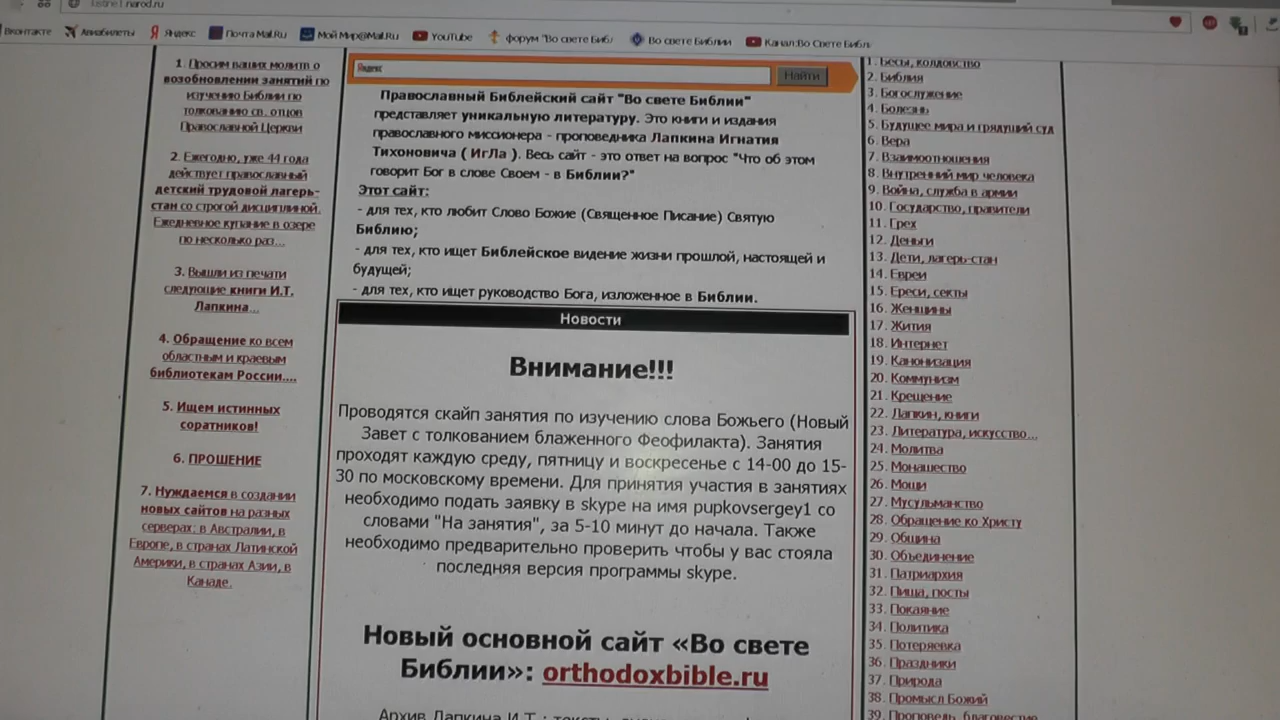 .narod.ru
Вконтакте Авиабилеты Яндекс Почта Mail.Ru Мой Мир@Mail.Ru YouTube форум "Во свете Библ Во свете Библии Канал:Во Свете Библ
1. Просим ваших молитв о
возобновлении занятий по
изучению Библии по
толкованию св. отцов
Православной Церкви
2. Ежегодно, уже 44 года
действует православный
детский трудовой лагерь-
стан со строгой дисциплиной.
Ежедневное купание в озере
по несколько раз...
3. Вышли из печати
следующие книги И.Т.
Лапкина...
4. Обращение ко всем
областным и краевым
библиотекам России....
5. Ищем истинных
соратников!
6. ПРОШЕНИЕ
7. Нуждаемся в создании
новых сайтов на разных
серверах: в Австралии, в
Европе, в странах Латинской
Америки, в странах Азии, в
Канаде.
Яндекс Найти
Православный Библейский сайт "Во свете Библии"
представляет уникальную литературу. Это книги и издания
православного миссионера - проповедника Лапкина Игнатия
Тихоновича ( ИгЛа ). Весь сайт - это ответ на вопрос "Что об этом
говорит Бог в слове Своем - в Библии?"
Этот сайт:
- для тех, кто любит Слово Божие (Священное Писание) Святую
Библию;
- для тех, кто ищет Библейское видение жизни прошлой, настоящей и
будущей;
- для тех, кто ищет руководство Бога, изложенное в Библии.
Новости
Внимание!!!
Проводятся скайп занятия по изучению слова Божьего (Новый
Завет с толкованием блаженного Феофилакта). Занятия
проходят каждую среду, пятницу и воскресенье с 14-00 до 15-
30 по московскому времени. Для принятия участия в занятиях
необходимо подать заявку в skype на имя pupkovsergey1 со
словами "На занятия", за 5-10 минут до начала. Также
необходимо предварительно проверить чтобы у вас стояла
последняя версия программы skype.
Новый основной сайт «Во свете
Библии»: orthodoxbible.ru
Архив Лапкина И.Т.: тексты,
1. Бесы, колдовство
2. Библия
3. Богослужение
4. Болезнь
5. Будущее мира и грядущий суд
6. Вера
7. Взаимоотношения
8. Внутренний мир человека
9. Война, служба в армии
10. Государство, правители
11. Грех
12. Деньги
13. Дети, лагерь-стан
14. Евреи
15. Ереси, секты
16. Женщины
17. Жития
18. Интернет
19. Канонизация
20. Коммунизм
21. Крещение
22. Лапкин, книги
23. Литература, искусство...
24. Молитва
25. Монашество
26. Мощи
27. Мусульманство
28. Обращение ко Христу
29. Община
30. Объединение
31. Патриархия
32. Пища, посты
33. Покаяние
34. Политика
35. Потеряевка
36. Праздники
37. Природа
38. Промысл Божий
39. Проповедь, благовестие